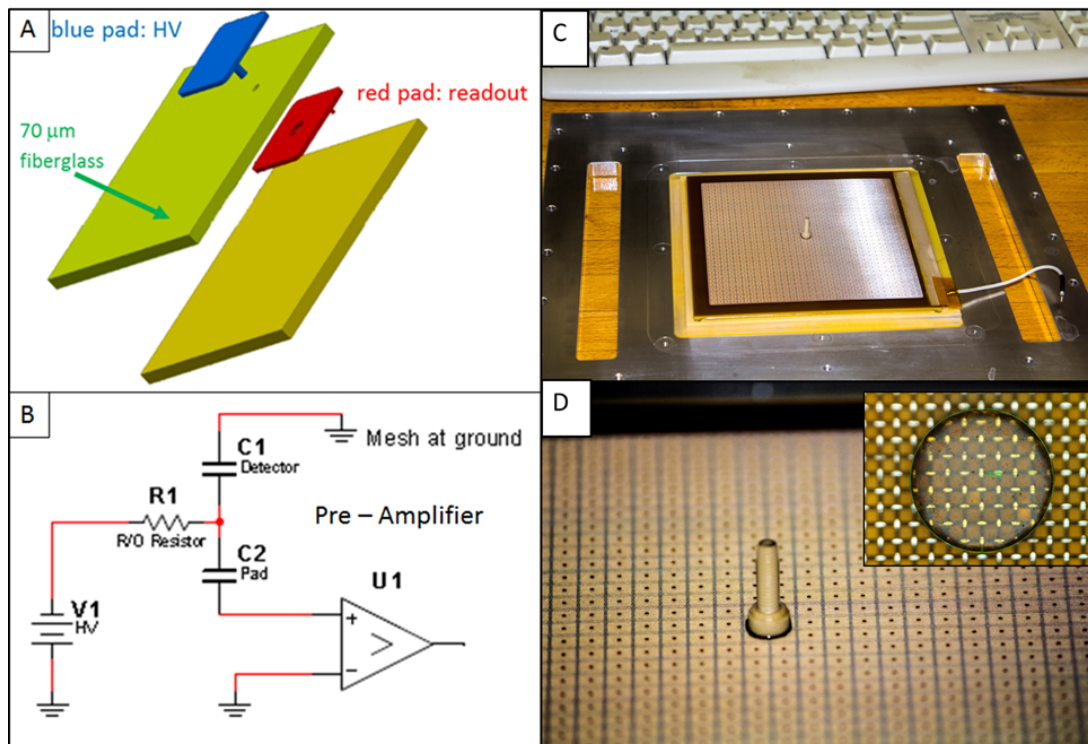 A
blue pad: HV
red pad: readout
70 μm
fiberglass
B
C1
Detector
Mesh at ground
R1
R/O Resistor
Pre – Amplifier
C2
Pad
U1
V1
HV
+
>
−
C
D